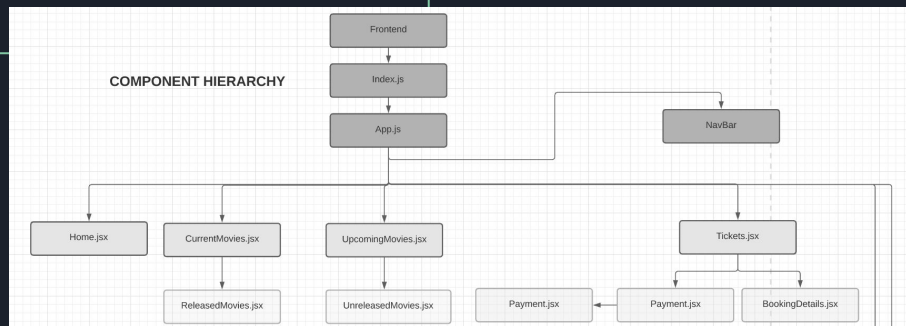 Frontend
COMPONENT HIERARCHY
Index.js
App.js
NavBar
Home.jsx
CurrentMovies.jsx
UpcomingMovies.jsx
Tickets.jsx
ReleasedMovies.jsx
UnreleasedMovies.jsx
Payment.jsx
Payment.jsx
BookingDetails.jsx